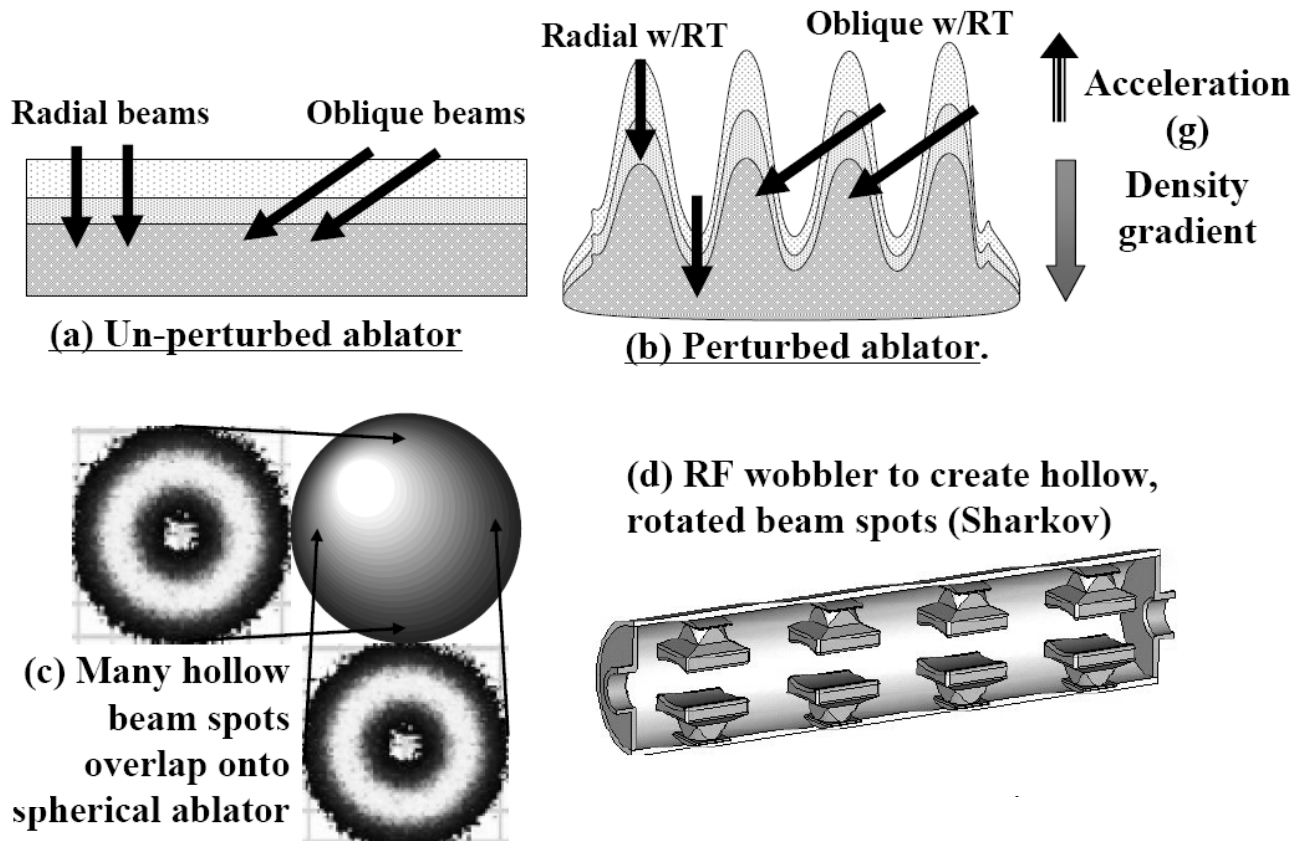 Radial beams
Oblique beams
(a) Un-perturbed ablator
Radial w/RT
Oblique w/RT
Acceleration
(g)
Density
gradient
(b) Perturbed ablator.
(c) Many hollow
beam spots
overlap onto
spherical ablator
(d) RF wobbler to create hollow,
rotated beam spots (Sharkov)